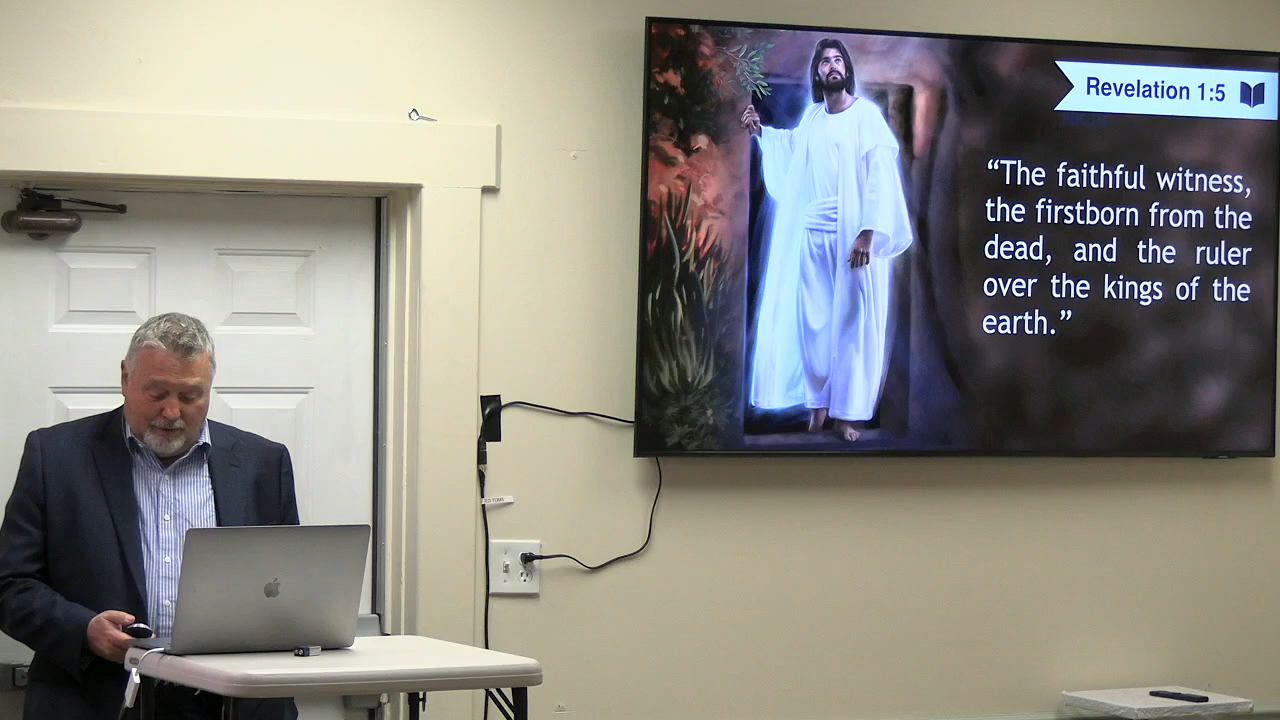 Revelation 1:5
“The faithful witness,
the firstborn from the
dead, and the ruler
over the kings of the
earth.”